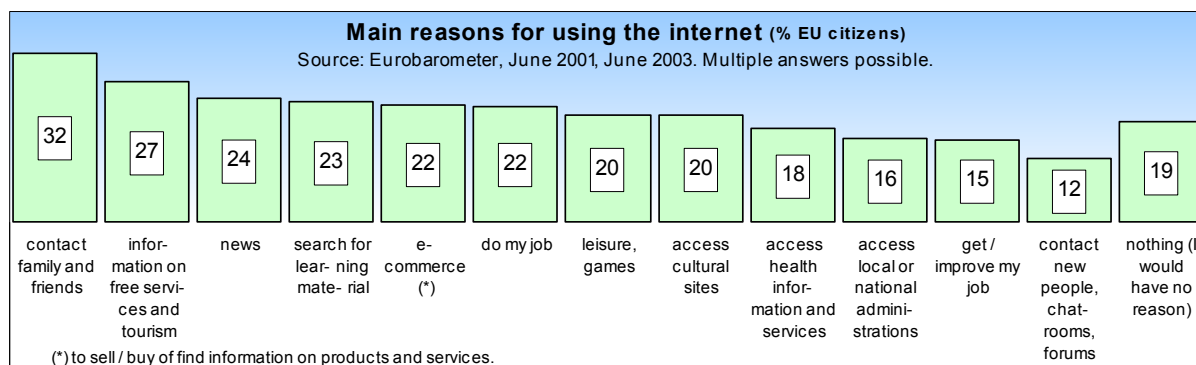 Main reasons for using the internet (% EU citizens)
Source: Eurobarometer, June 2001, June 2003. Multiple answers possible.
32
27
24
23
22
22
20
20
18
16
15
12
19
contact
family and
friends
infor-
mation on
free servi-
ces and
tourism
news
search for
lear- ning
mate- rial
e-
commerce
(*)
do my job
leisure,
games
access
cultural
sites
access
health
infor-
mation and
services
access
local or
national
admini-
strations
get /
improve my
job
contact
new
people,
chat-
rooms,
forums
nothing (I
would
have no
reason)
(*) to sell / buy of find information on products and services.